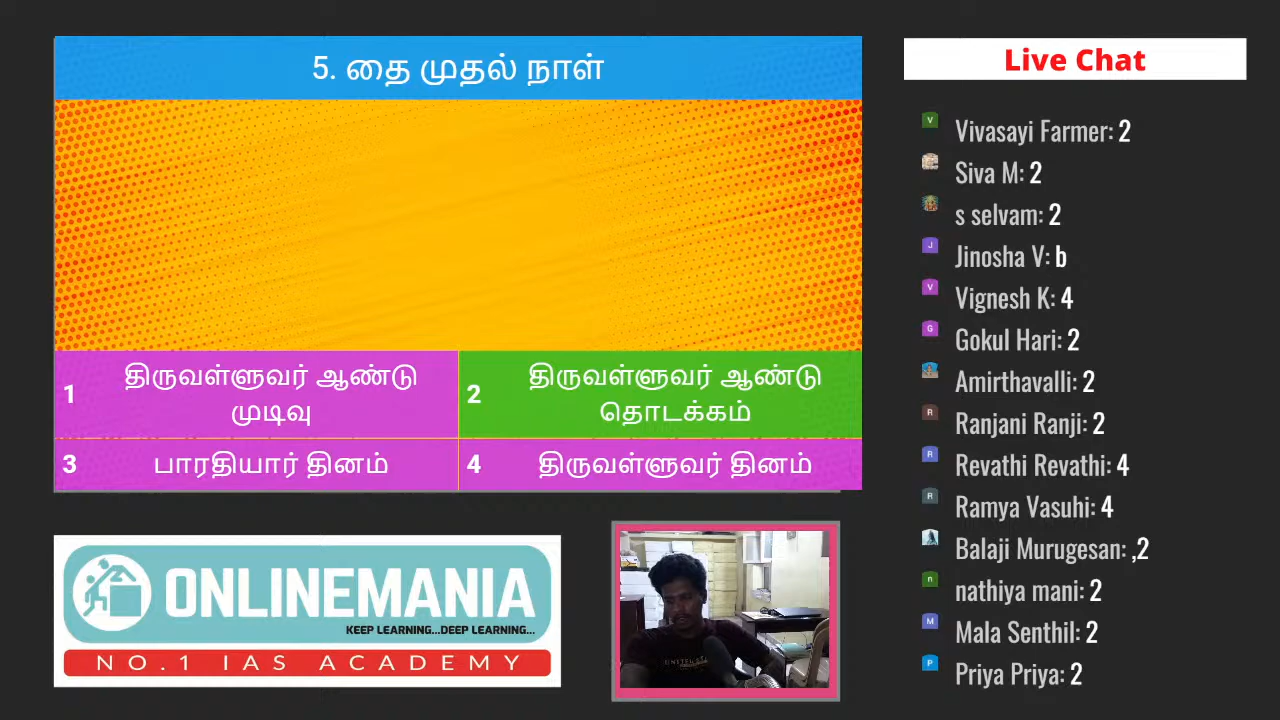 5. தை முதல் நாள்
1 திருவள்ளுவர் ஆண்டு முடிவு
2 திருவள்ளுவர் ஆண்டு தொடக்கம்
3 பாரதியார் தினம்
4 திருவள்ளுவர் தினம்
ONLINEMANIA
KEEP LEARNING...DEEP LEARNING...
NO.1 IAS ACADEMY
Live Chat
Vivasayi Farmer: 2
Siva M: 2
s selvam: 2
Jinosha V: b
Vignesh K: 4
Gokul Hari: 2
Amirthavalli: 2
Ranjani Ranji: 2
Revathi Revathi: 4
Ramya Vasuhi: 4
Balaji Murugesan: ,2
nathiya mani: 2
Mala Senthil: 2
Priya Priya: 2